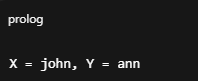 prolog
X = john, Y = ann